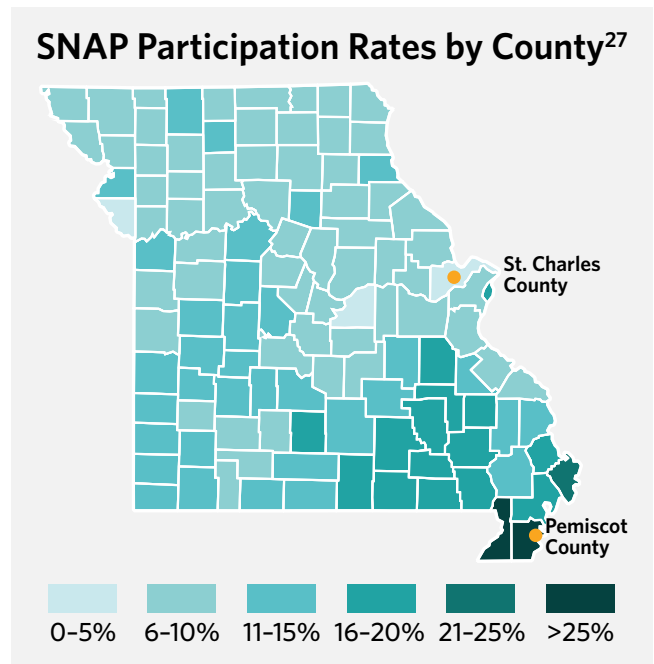 SNAP Participation Rates by County27
St. Charles
County
Pemiscot
County
0–5%
6–10%
11–15%
16–20%
21–25%
>25%